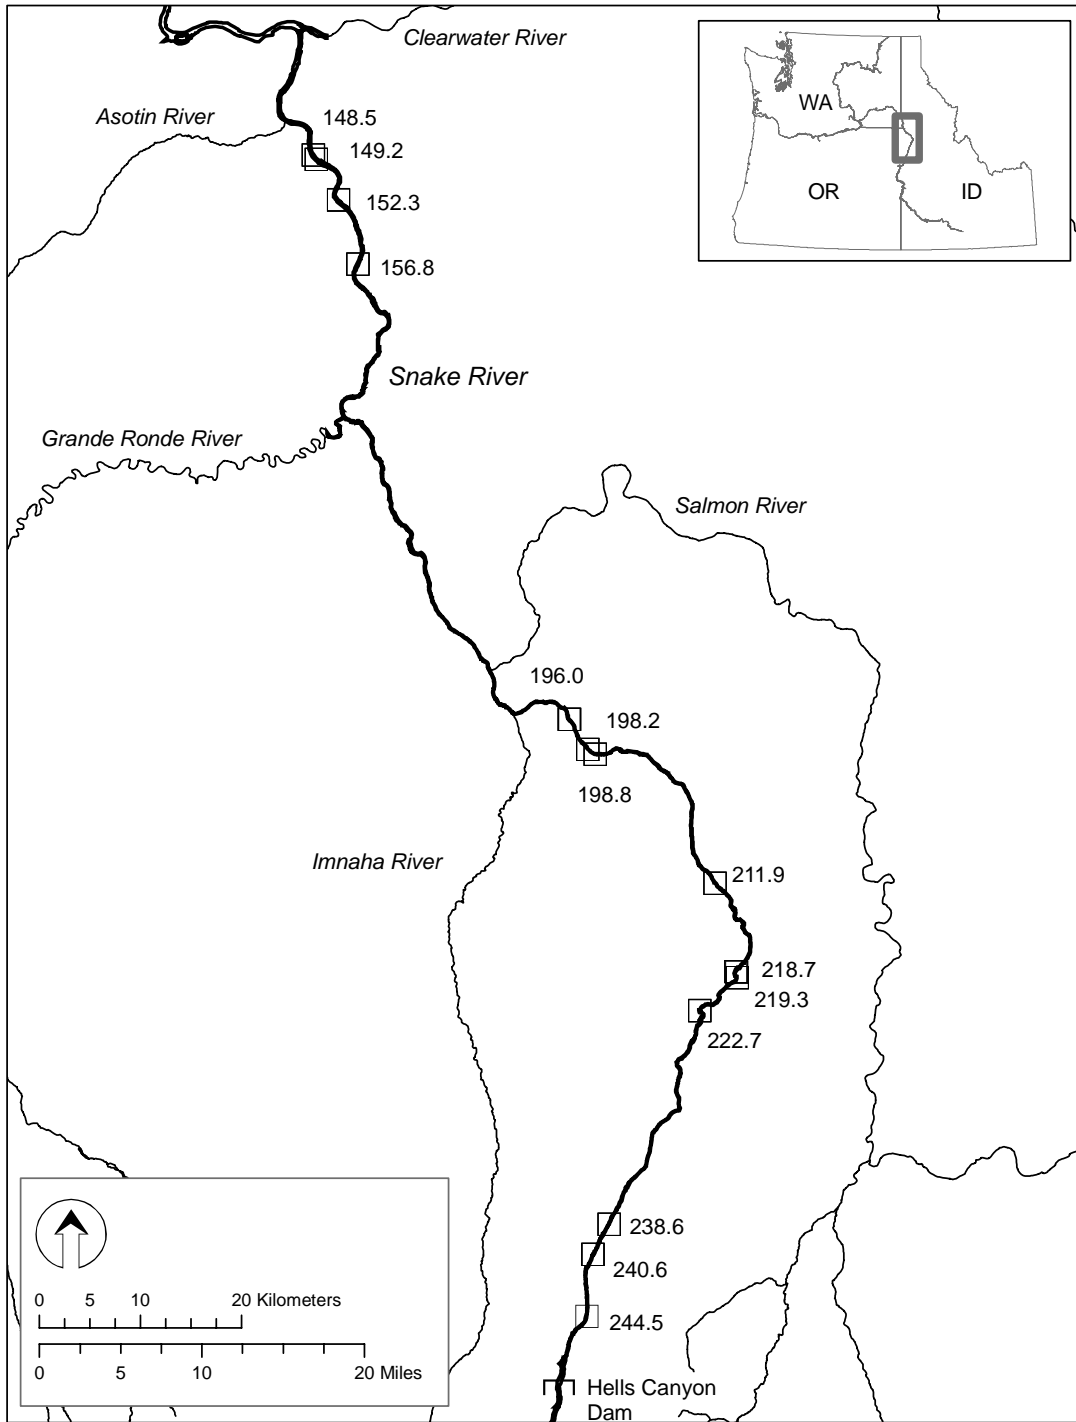 Clearwater River
WA
OR
ID
Asotin River
148.5
149.2
152.3
156.8
Snake River
Grande Ronde River
Salmon River
196.0
198.2
198.8
Imnaha River
211.9
218.7
219.3
222.7
238.6
240.6
244.5
0 5 10 20 Kilometers
0 5 10 20 Miles
Hells Canyon
Dam